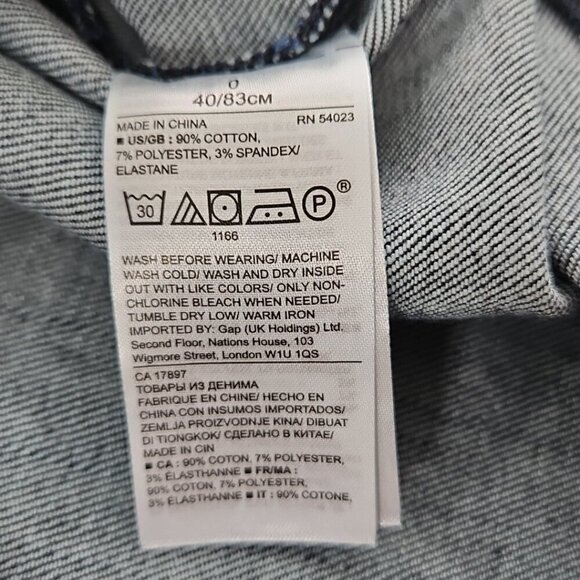 0
40/83CM
MADE IN CHINA RN 54023
■ US/GB : 90% COTTON,
7% POLYESTER, 3% SPANDEX/
ELASTANE
30 P ®
1166
WASH BEFORE WEARING/ MACHINE
WASH COLD/ WASH AND DRY INSIDE
OUT WITH LIKE COLORS/ ONLY NON-
CHLORINE BLEACH WHEN NEEDED/
TUMBLE DRY LOW/ WARM IRON
IMPORTED BY: Gap (UK Holdings) Ltd.
Second Floor, Nations House, 103
Wigmore Street, London W1U 1QS
CA 17897
ТОВАРЫ ИЗ ДЕНИМА
FABRIQUE EN CHINE/ HECHO EN
CHINA CON INSUMOS IMPORTADOS/
ZEMLJA PROIZVODNJE KINA/ DIBUAT
DI TIONGKOK/ СДЕЛАНО В КИТАЕ/
MADE IN CIN
■ CA : 90% COTON, 7% POLYESTER,
3% ÉLASTHANNE ■ FR/MA :
90% COTON, 7% POLYESTER,
3% ÉLASTHANNE ■ IT : 90% COTONE,